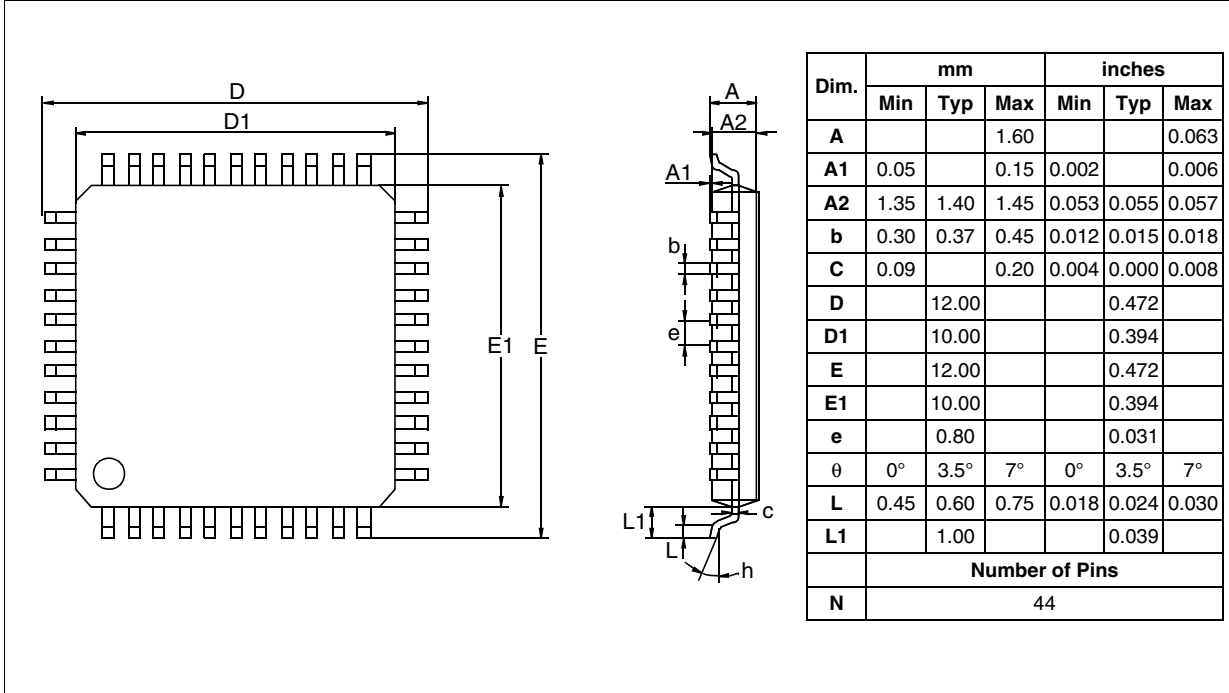 D
D1
E1
E
A
A2
A1
b
e
c
L1
L
h
Dim. mm inches
Min Typ Max Min Typ Max
A 1.60 0.063
A1 0.05 0.15 0.002 0.006
A2 1.35 1.40 1.45 0.053 0.055 0.057
b 0.30 0.37 0.45 0.012 0.015 0.018
C 0.09 0.20 0.004 0.000 0.008
D 12.00 0.472
D1 10.00 0.394
E 12.00 0.472
E1 10.00 0.394
e 0.80 0.031
θ 0° 3.5° 7° 0° 3.5° 7°
L 0.45 0.60 0.75 0.018 0.024 0.030
L1 1.00 0.039
Number of Pins
N 44